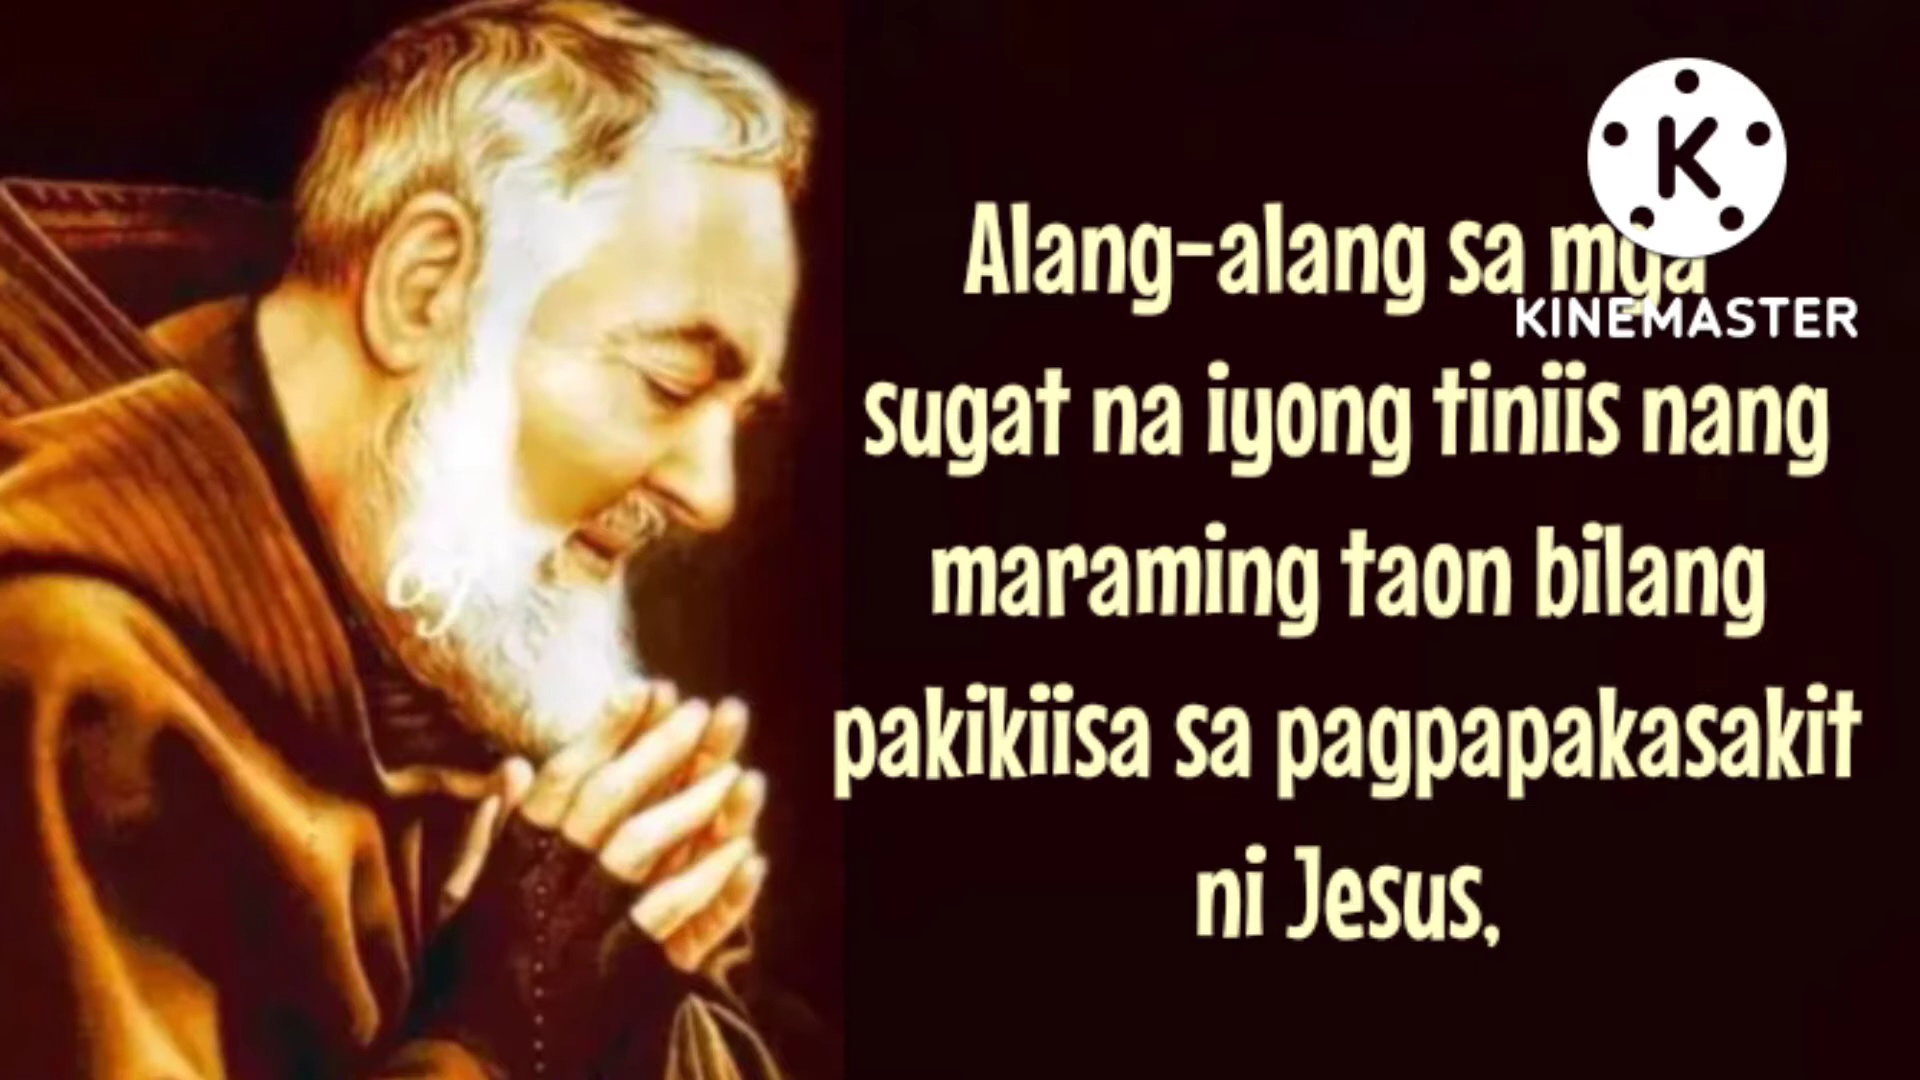 K
KINEMASTER
Alang-alang sa mga
sugat na iyong tiniis nang
maraming taon bilang
pakikiisa sa pagpapakasakit
ni Jesus,